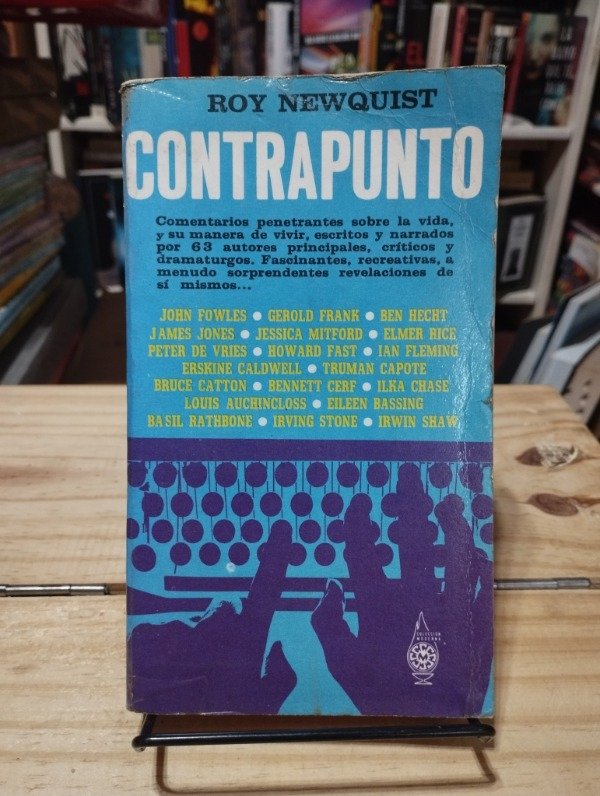 ROY NEWQUIST
CONTRAPUNTO
Comentarios penetrantes sobre la vida,
y su manera de vivir, escritos y narrados
por 63 autores principales, críticos y
dramaturgos. Fascinantes, recreativas, a
menudo sorprendentes revelaciones de
sí mismos...
JOHN FOWLES ● GEROLD FRANK ● BEN HECHT
JAMES JONES ● JESSICA MITFORD ● ELMER RICE
PETER DE VRIES ● HOWARD FAST ● IAN FLEMING
ERSKINE CALDWELL ● TRUMAN CAPOTE
BRUCE CATTON ● BENNETT CERF ● ILKA CHASE
LOUIS AUCHINCLOSS ● EILEEN BASSING
BASIL RATHBONE ● IRVING STONE ● IRWIN SHAW
COLECCION
MODERNA